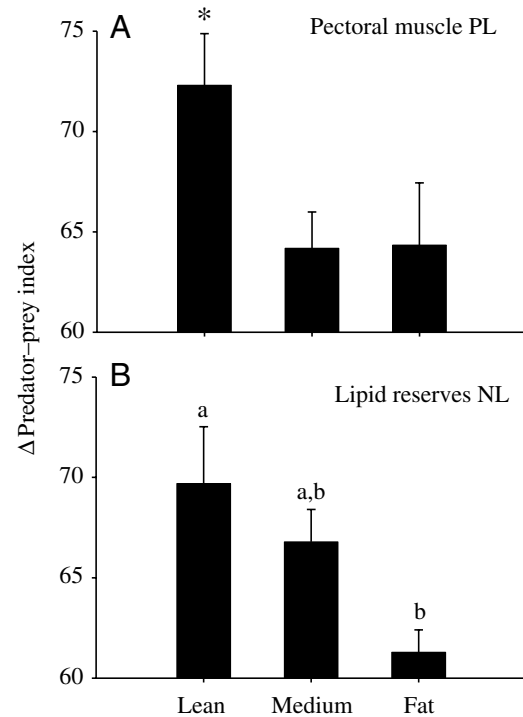 A
Pectoral muscle PL
*
75
70
65
60
ΔPredator–prey index
B
Lipid reserves NL
75
a
70
a,b
65
b
60
Lean Medium Fat